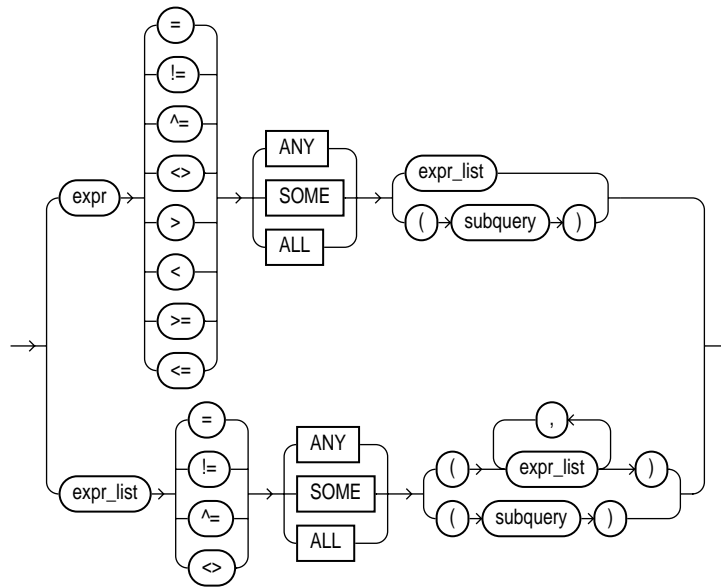 =
!=
^=
<>
>
<
>=
<=
expr
ANY
SOME
ALL
expr_list
( subquery )
=
!=
^=
<>
expr_list
ANY
SOME
ALL
,
( expr_list )
( subquery )